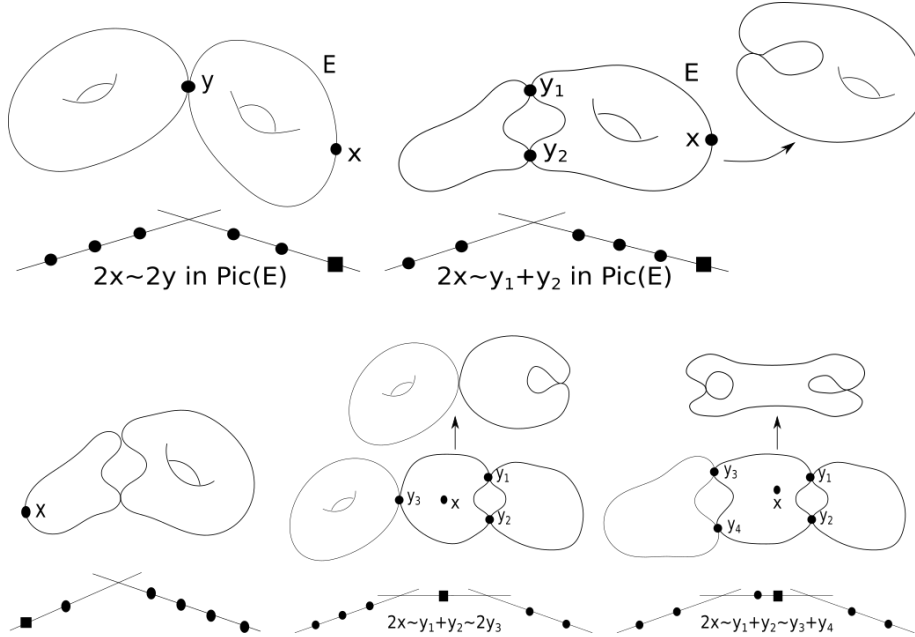 E
y
x
2x~2y in Pic(E)
E
y₁
y₂
x
2x~y₁+y₂ in Pic(E)
x
y₃
x
y₁
y₂
2x~y₁+y₂~2y₃
y₃
y₄
x
y₁
y₂
2x~y₁+y₂~y₃+y₄